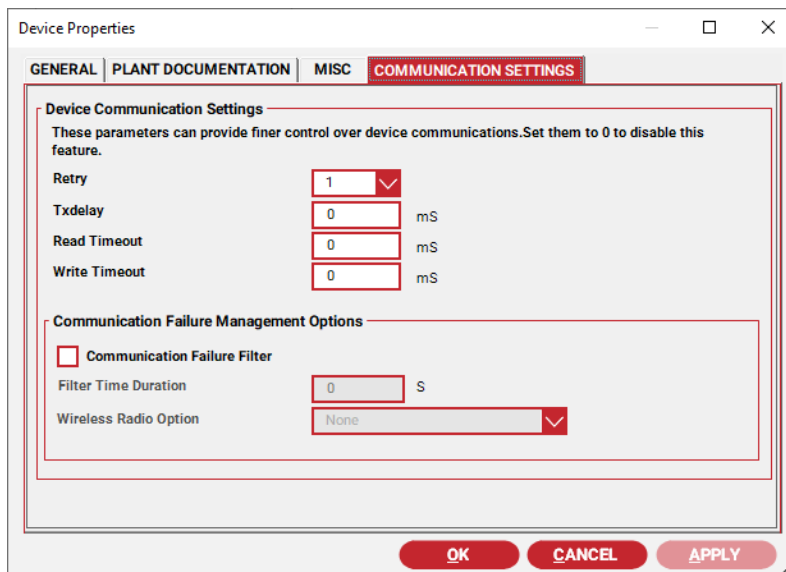 Device Properties
GENERAL PLANT DOCUMENTATION MISC COMMUNICATION SETTINGS
Device Communication Settings
These parameters can provide finer control over device communications.Set them to 0 to disable this
feature.
Retry 1
Txdelay 0 mS
Read Timeout 0 mS
Write Timeout 0 mS
Communication Failure Management Options
Communication Failure Filter
Filter Time Duration 0 S
Wireless Radio Option None
OK CANCEL APPLY